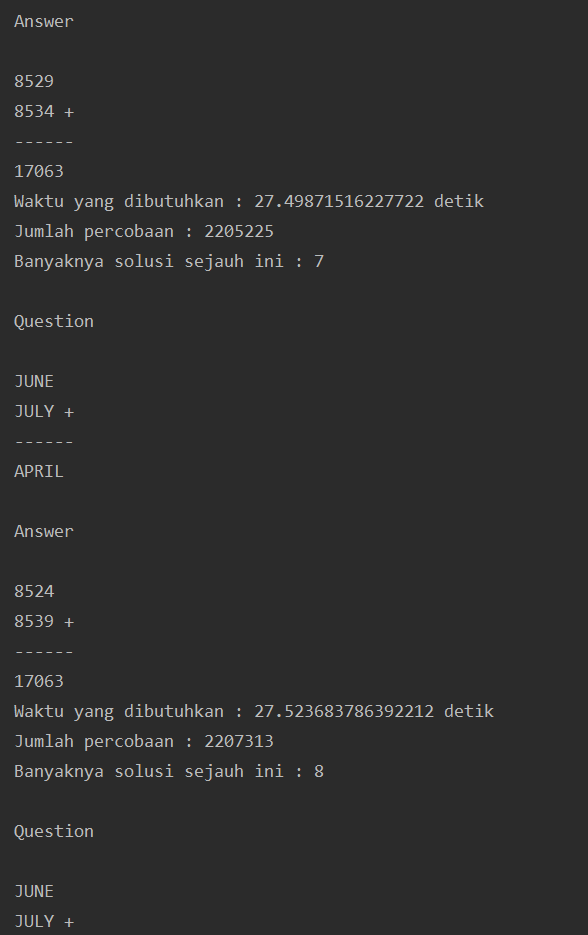 Answer
8529
8534 +
------
17063
Waktu yang dibutuhkan : 27.49871516227722 detik
Jumlah percobaan : 2205225
Banyaknya solusi sejauh ini : 7
Question
JUNE
JULY +
------
APRIL
Answer
8524
8539 +
------
17063
Waktu yang dibutuhkan : 27.523683786392212 detik
Jumlah percobaan : 2207313
Banyaknya solusi sejauh ini : 8
Question
JUNE
JULY +